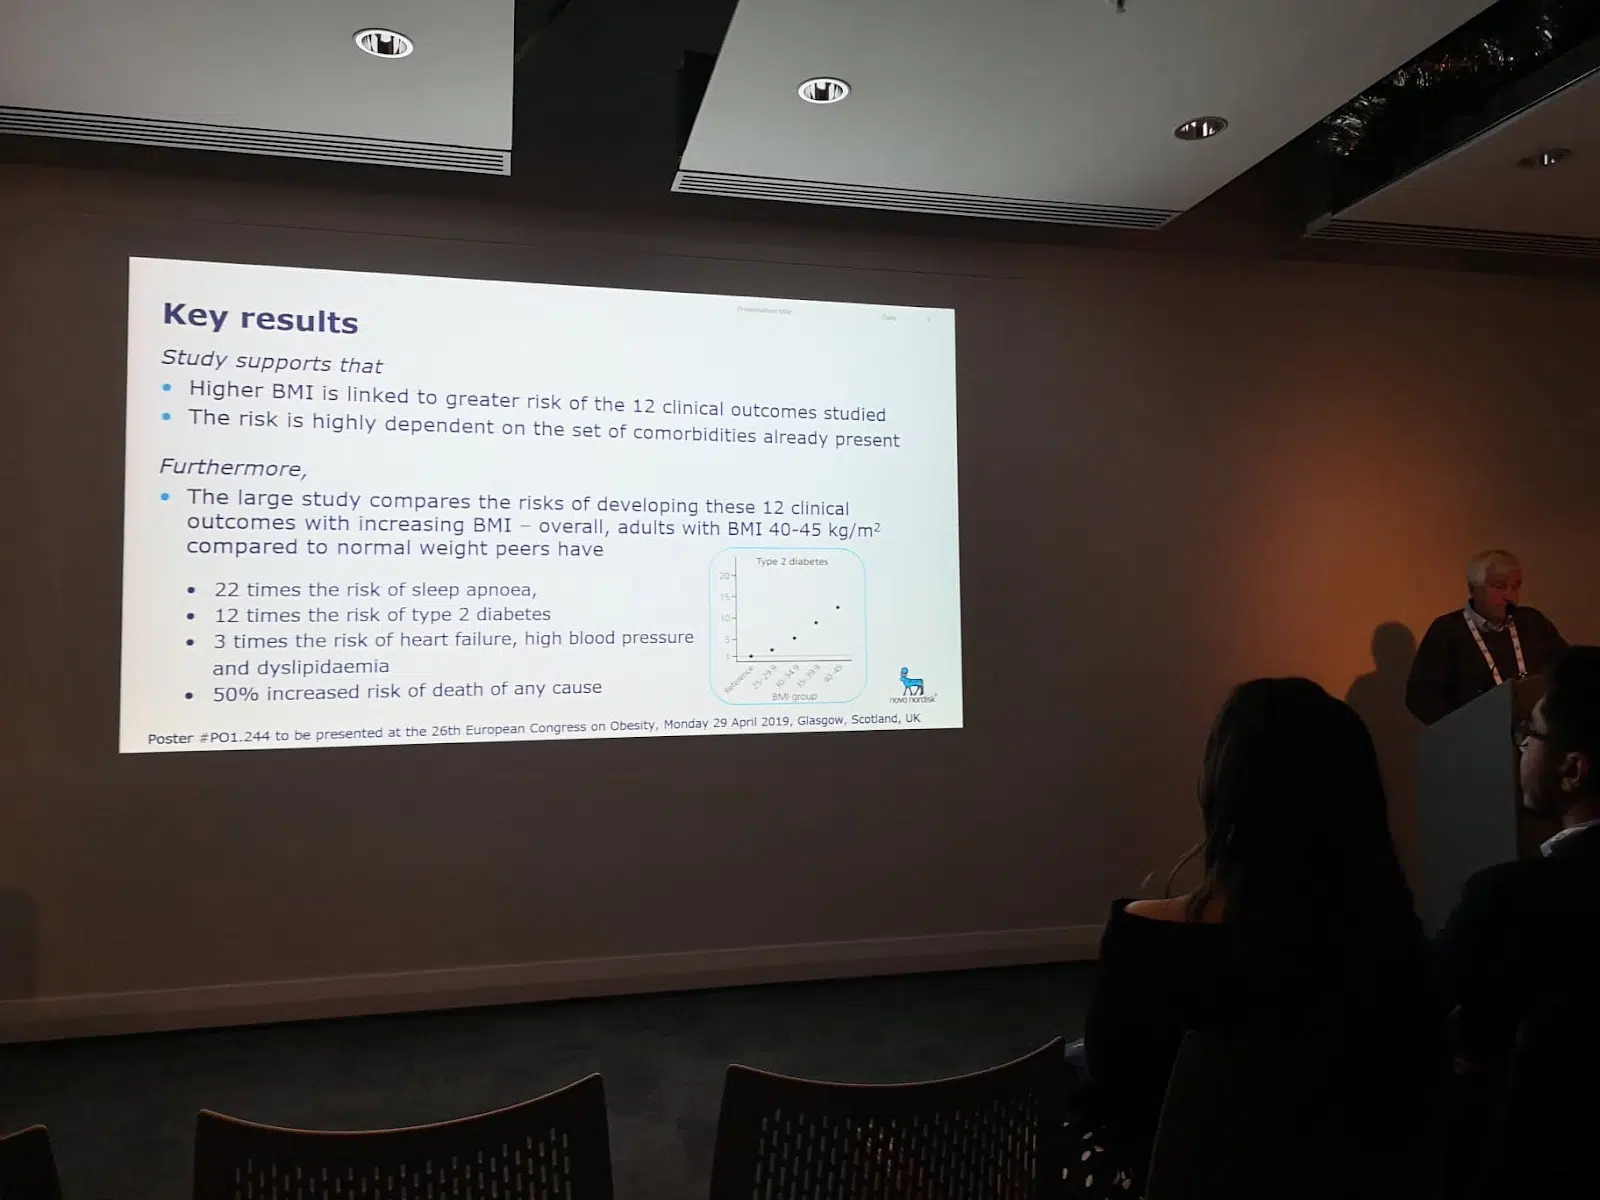 Presentation title
Date
Key results
Study supports that
• Higher BMI is linked to greater risk of the 12 clinical outcomes studied
• The risk is highly dependent on the set of comorbidities already present
Furthermore,
• The large study compares the risks of developing these 12 clinical
outcomes with increasing BMI – overall, adults with BMI 40-45 kg/m²
compared to normal weight peers have
• 22 times the risk of sleep apnoea,
• 12 times the risk of type 2 diabetes
• 3 times the risk of heart failure, high blood pressure
and dyslipidaemia
• 50% increased risk of death of any cause
Type 2 diabetes
20
15
10
5
1
Reference
25-29.9
30-34.9
35-39.9
40-45
BMI group
novo nordisk®
Poster #PO1.244 to be presented at the 26th European Congress on Obesity, Monday 29 April 2019, Glasgow, Scotland, UK